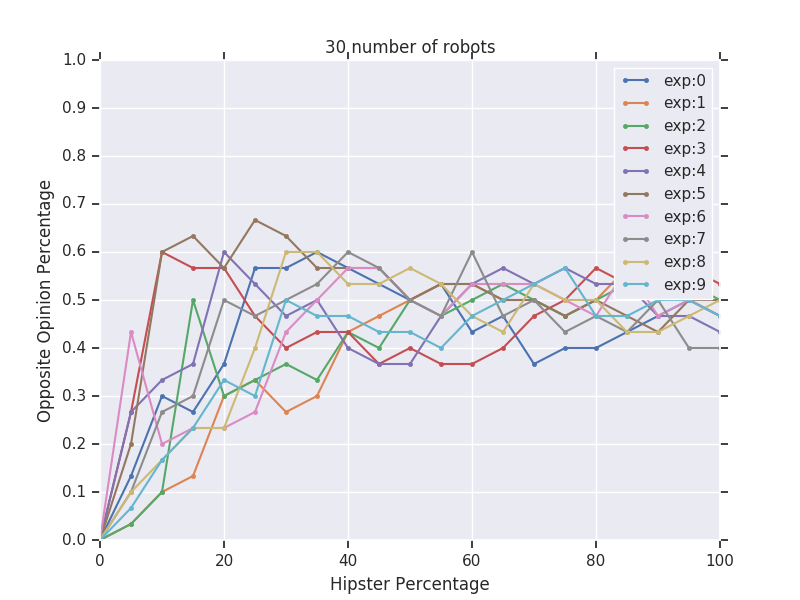 30 number of robots
1.0
0.9
0.8
0.7
0.6
0.5
0.4
0.3
0.2
0.1
0.0
Opposite Opinion Percentage
exp:0
exp:1
exp:2
exp:3
exp:4
exp:5
exp:6
exp:7
exp:8
exp:9
0 20 40 60 80 100
Hipster Percentage